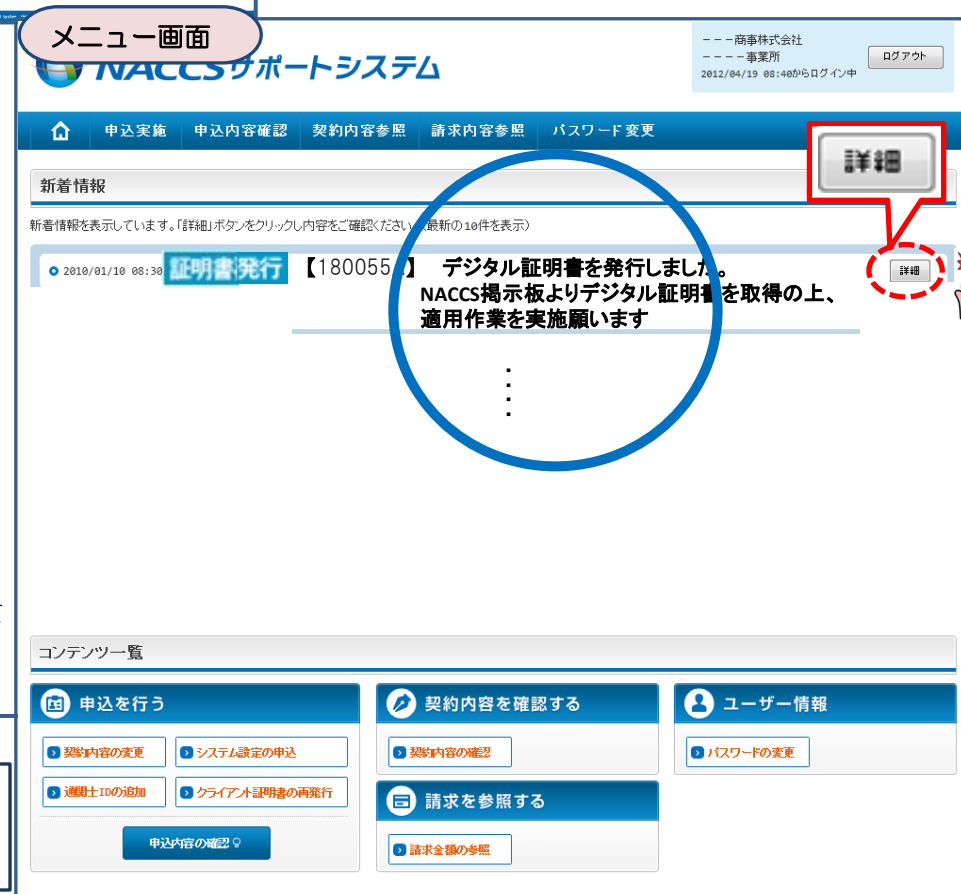 メニュー画面
NACCSサポートシステム
---商事株式会社
----事業所
2012/04/19 08:40からログイン中
ログアウト
申込実施 申込内容確認 契約内容参照 請求内容参照 パスワード変更
詳細
新着情報
新着情報を表示しています。「詳細」ボタンをクリックし内容をご確認ください 最新の10件を表示）
2010/01/10 08:30 証明書発行 【180055 】 デジタル証明書を発行しました。 詳細
NACCS掲示板よりデジタル証明書を取得の上、
適用作業を実施願います
コンテンツ一覧
申込を行う
契約内容の変更 システム設定の申込
通関士IDの追加 クライアント証明書の再発行
申込内容の確認
契約内容を確認する
契約内容の確認
請求を参照する
請求金額の参照
ユーザー情報
パスワードの変更